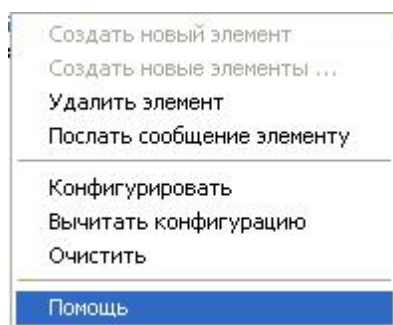 Создать новый элемент
Создать новые элементы ...
Удалить элемент
Послать сообщение элементу
Конфигурировать
Вычитать конфигурацию
Очистить
Помощь